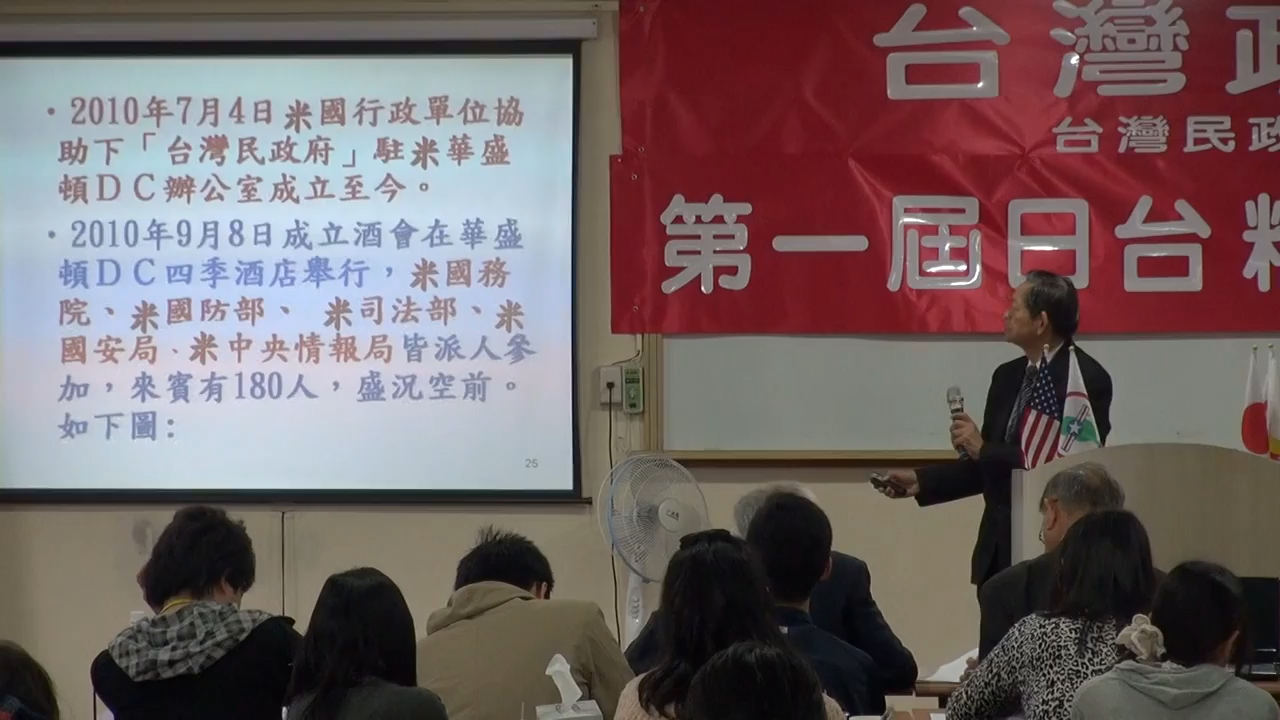 ・2010年7月4日米國行政單位協
助下「台灣民政府」駐米華盛
頓DC辦公室成立至今。
・2010年9月8日成立酒會在華盛
頓DC四季酒店舉行，米國務
院、米國防部、米司法部、米
國安局、米中央情報局皆派人參
加，來賓有180人，盛況空前。
如下圖:
25
台灣政
台灣民政
第一屆日台